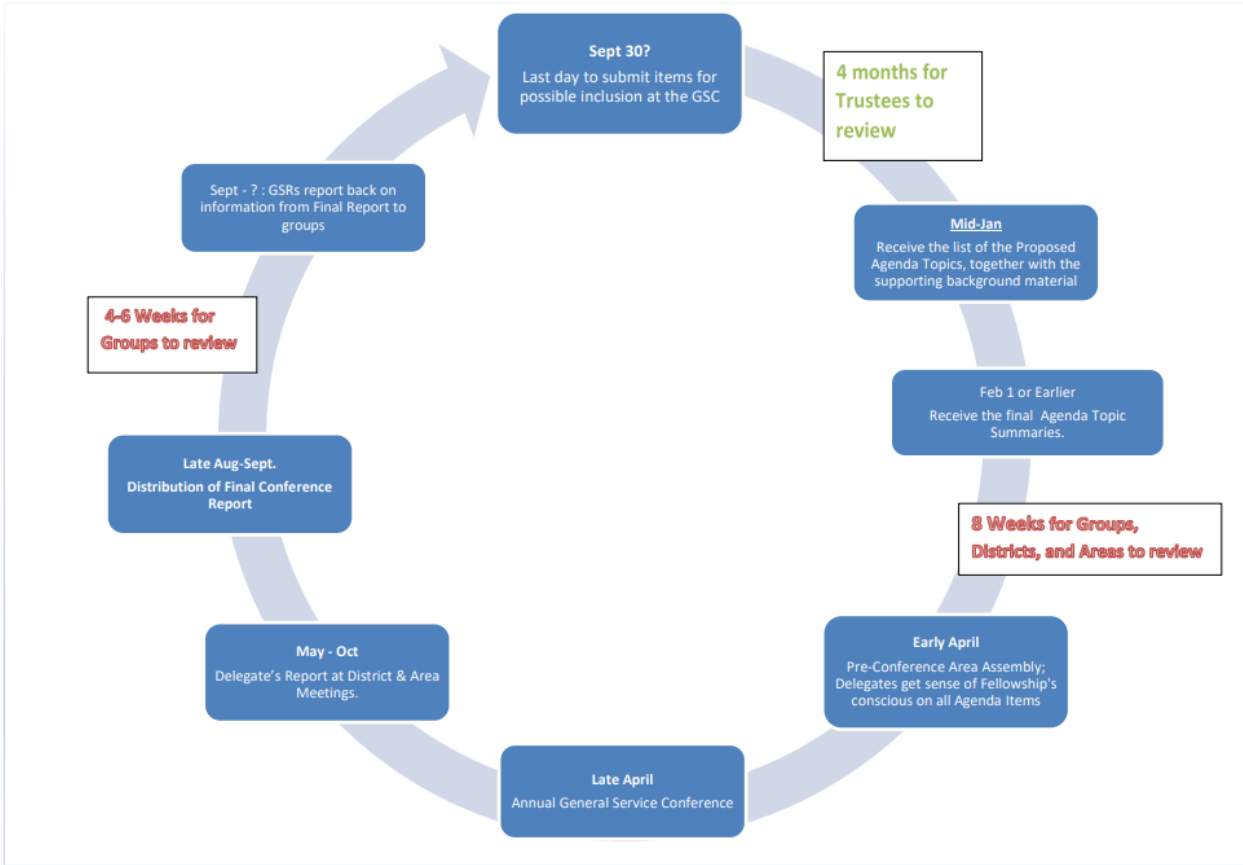 Sept 30?
Last day to submit items for
possible inclusion at the GSC
4 months for
Trustees to
review
Mid-Jan
Receive the list of the Proposed
Agenda Topics, together with the
supporting background material
Feb 1 or Earlier
Receive the final Agenda Topic
Summaries.
8 Weeks for Groups,
Districts, and Areas to review
Early April
Pre-Conference Area Assembly;
Delegates get sense of Fellowship's
conscious on all Agenda Items
Late April
Annual General Service Conference
May - Oct
Delegate's Report at District & Area
Meetings.
Late Aug-Sept.
Distribution of Final Conference
Report
4-6 Weeks for
Groups to review
Sept - ? : GSRs report back on
information from Final Report to
groups